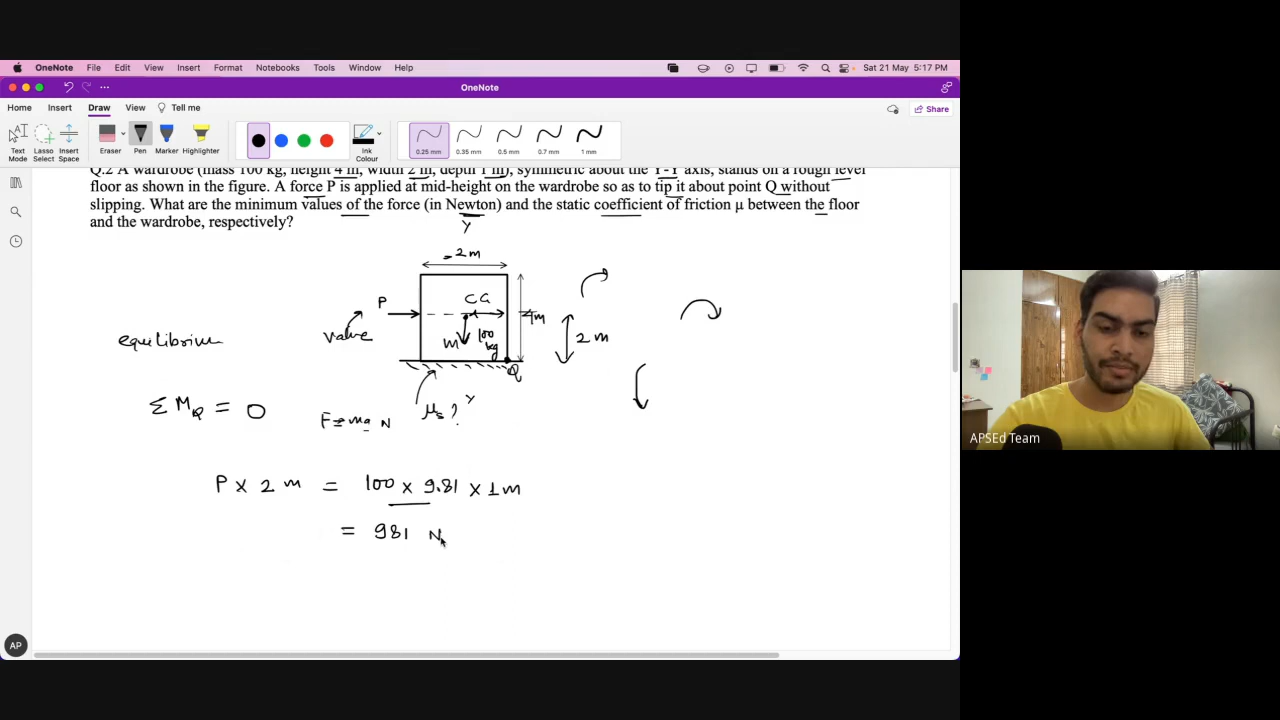 OneNote File Edit View Insert Format Notebooks Tools Window Help Sat 21 May 5:17 PM
OneNote
Home Insert Draw View Tell me Share
Text Mode Lasso Select Insert Space Eraser Pen Marker Highlighter Ink Colour 0.25 mm 0.35 mm 0.5 mm 0.7 mm 1 mm
Q.2 A wardrobe (mass 100 kg, height 4 m, width 2 m, depth 1 m), symmetric about the Y-Y axis, stands on a rough level
floor as shown in the figure. A force P is applied at mid-height on the wardrobe so as to tip it about point Q without
slipping. What are the minimum values of the force (in Newton) and the static coefficient of friction μ between the floor
and the wardrobe, respectively?
Y
2m
P CG
4m
value m 100 kg 2 m
equilibrium
Q
Y
Σ M_Q = 0
F = ma N μs ?
P x 2 m = 100 x 9.81 x 1 m
= 981 N
AP
APSEd Team